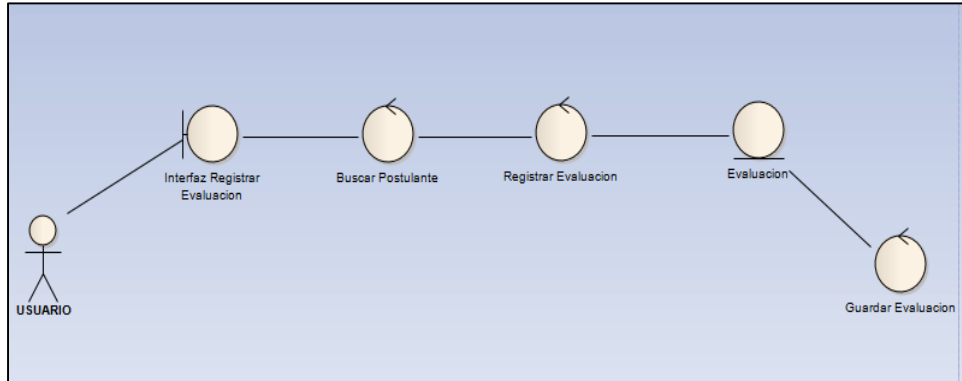 Interfaz Registrar
Evaluacion
Buscar Postulante
Registrar Evaluacion
Evaluacion
USUARIO
Guardar Evaluacion